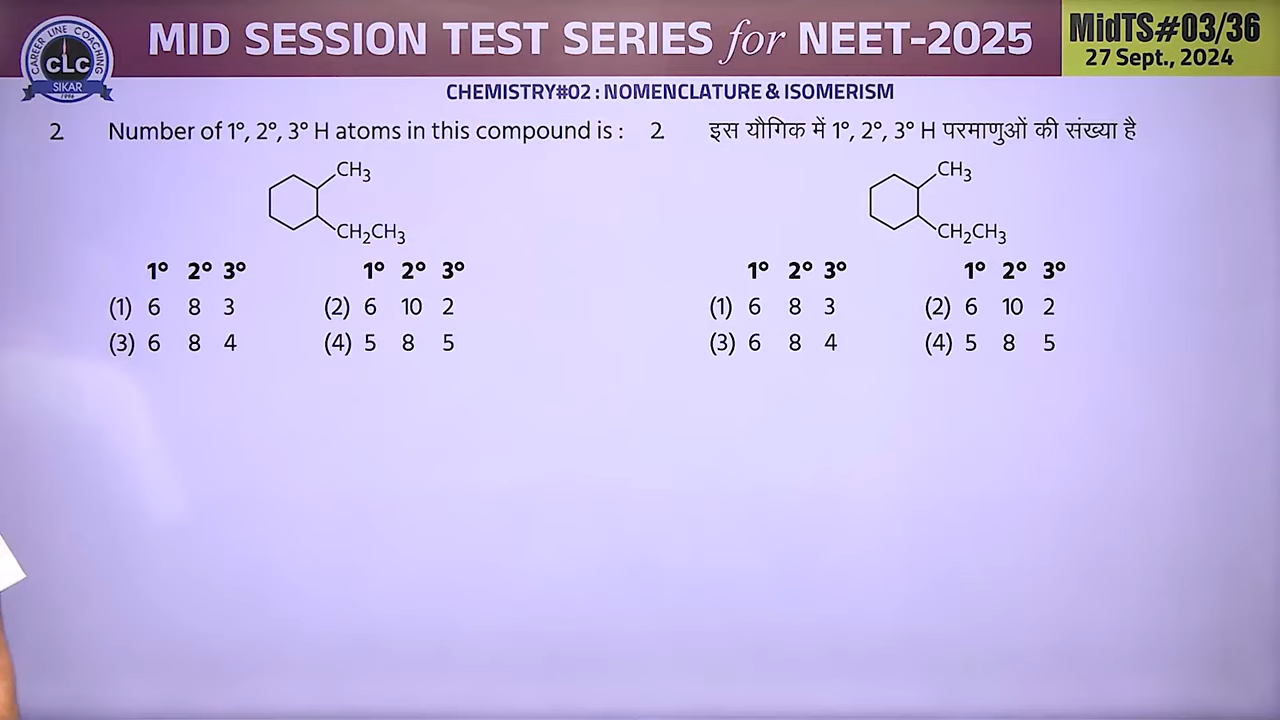 CAREER LINE COACHING
CLC
SIKAR
1996
MID SESSION TEST SERIES for NEET-2025
MidTS#03/36
27 Sept., 2024
CHEMISTRY#02 : NOMENCLATURE & ISOMERISM
2 Number of 1°, 2°, 3° H atoms in this compound is :
CH3
CH2CH3
1° 2° 3° 1° 2° 3°
(1) 6 8 3 (2) 6 10 2
(3) 6 8 4 (4) 5 8 5
2 इस यौगिक में 1°, 2°, 3° H परमाणुओं की संख्या है
CH3
CH2CH3
1° 2° 3° 1° 2° 3°
(1) 6 8 3 (2) 6 10 2
(3) 6 8 4 (4) 5 8 5